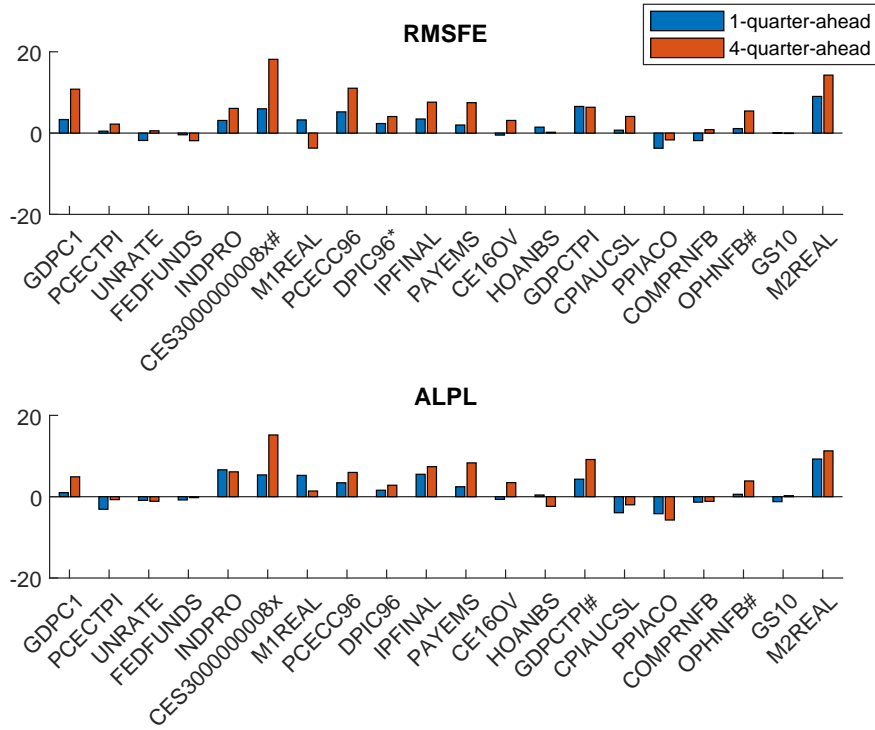 1-quarter-ahead
4-quarter-ahead
RMSFE
20
0
-20
GDPC1
PCECTPI
UNRATE
FEDFUNDS
INDPRO
CES3000000008x#
M1REAL
PCECC96
DPIC96*
IPFINAL
PAYEMS
CE16OV
HOANBS
GDPCTPI
CPIAUCSL
PPIACO
COMPRNFB
OPHNFB#
GS10
M2REAL
ALPL
20
0
-20
GDPC1
PCECTPI
UNRATE
FEDFUNDS
INDPRO
CES3000000008x
M1REAL
PCECC96
DPIC96
IPFINAL
PAYEMS
CE16OV
HOANBS
GDPCTPI#
CPIAUCSL
PPIACO
COMPRNFB
OPHNFB#
GS10
M2REAL